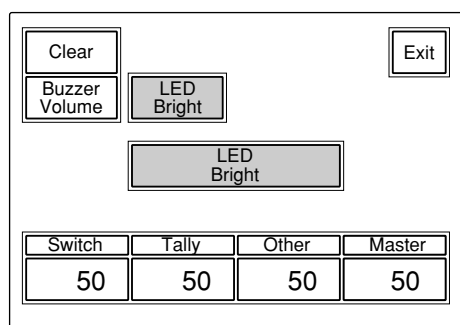 Clear
Exit
Buzzer
Volume
LED
Bright
LED
Bright
Switch Tally Other Master
50 50 50 50